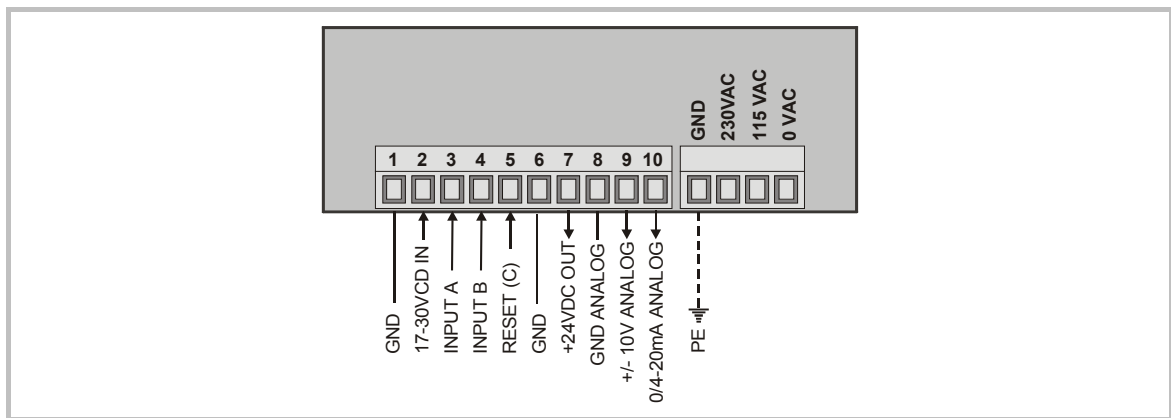 GND
230VAC
115 VAC
0 VAC
1 2 3 4 5 6 7 8 9 10
GND
17-30VCD IN
INPUT A
INPUT B
RESET (C)
GND
+24VDC OUT
GND ANALOG
+/- 10V ANALOG
0/4-20mA ANALOG
PE